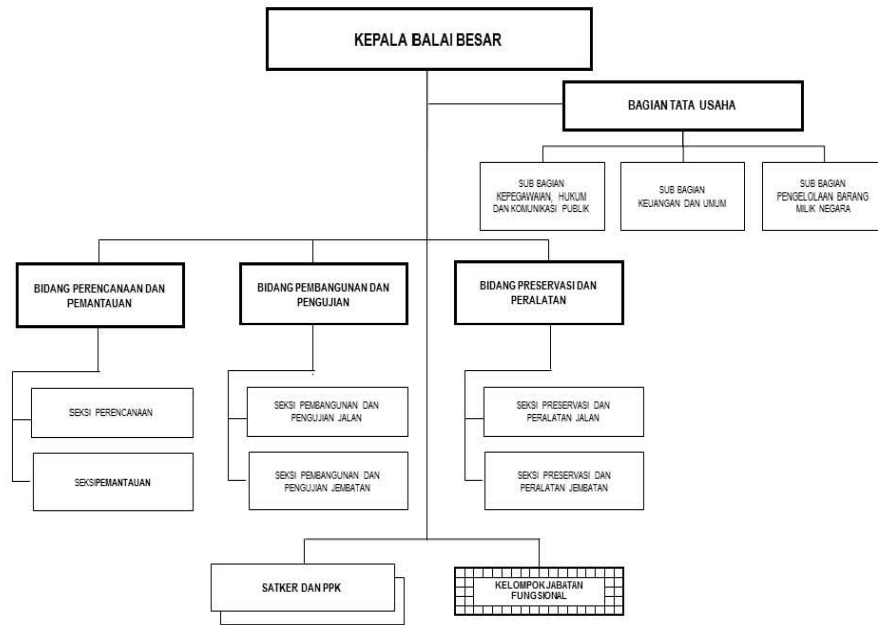 KEPALA BALAI BESAR
BAGIAN TATA USAHA
SUB BAGIAN
KEPEGAWAIAN, HUKUM
DAN KOMUNIKASI PUBLIK
SUB BAGIAN
KEUANGAN DAN UMUM
SUB BAGIAN
PENGELOLAAN BARANG
MILIK NEGARA
BIDANG PERENCANAAN DAN
PEMANTAUAN
BIDANG PEMBANGUNAN DAN
PENGUJIAN
BIDANG PRESERVASI DAN
PERALATAN
SEKSI PERENCANAAN
SEKSI PEMBANGUNAN DAN
PENGUJIAN JALAN
SEKSI PRESERVASI DAN
PERALATAN JALAN
SEKSIPEMANTAUAN
SEKSI PEMBANGUNAN DAN
PENGUJIAN JEMBATAN
SEKSI PRESERVASI DAN
PERALATAN JEMBATAN
SATKER DAN PPK
KELOMPOK JABATAN
FUNGSIONAL